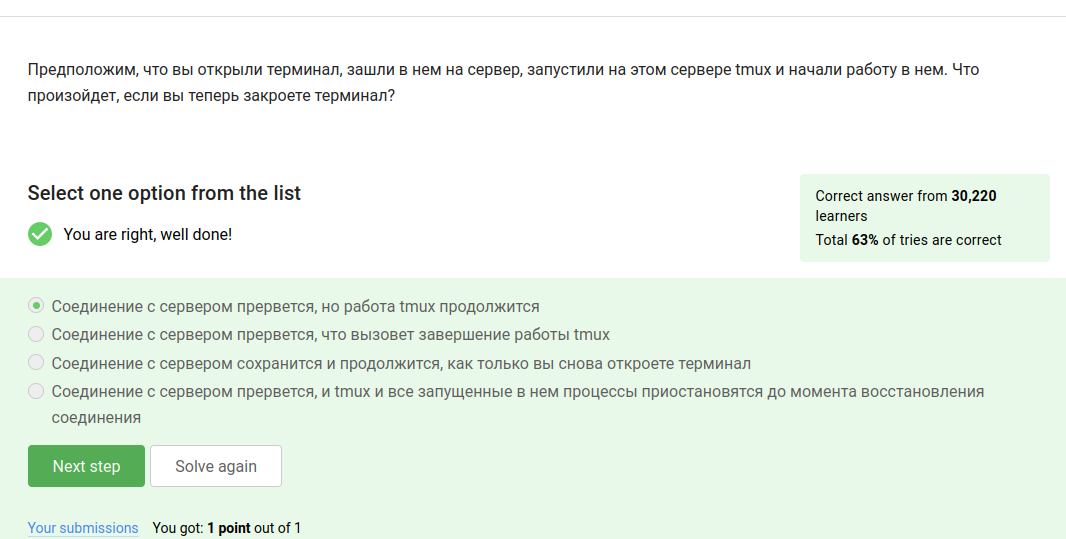 Предположим, что вы открыли терминал, зашли в нем на сервер, запустили на этом сервере tmux и начали работу в нем. Что
произойдет, если вы теперь закроете терминал?
Select one option from the list
You are right, well done!
Correct answer from 30,220
learners
Total 63% of tries are correct
Соединение с сервером прервется, но работа tmux продолжится
Соединение с сервером прервется, что вызовет завершение работы tmux
Соединение с сервером сохранится и продолжится, как только вы снова откроете терминал
Соединение с сервером прервется, и tmux и все запущенные в нем процессы приостановятся до момента восстановления
соединения
Next step
Solve again
Your submissions You got: 1 point out of 1